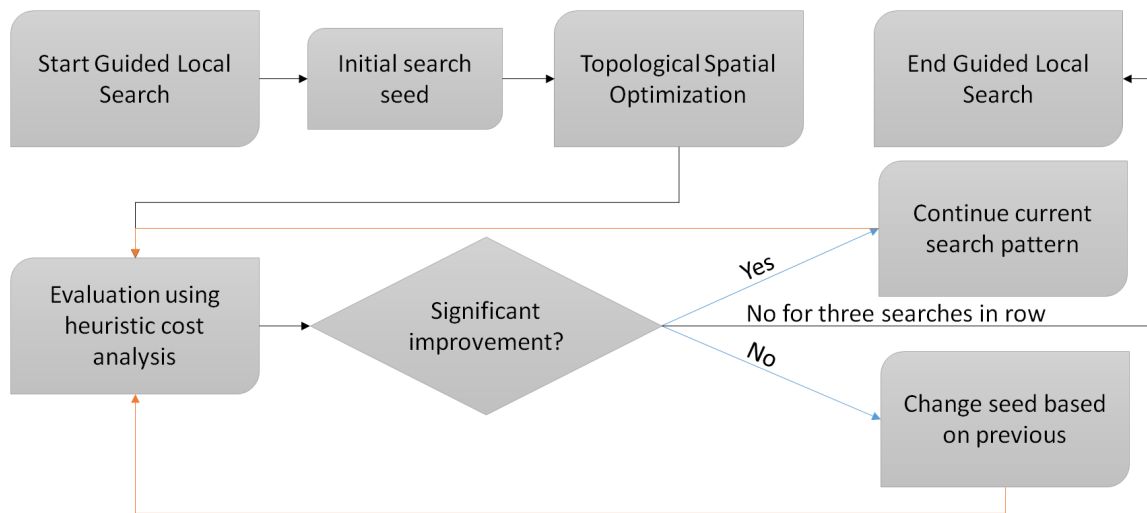 Start Guided Local
Search
Initial search
seed
Topological Spatial
Optimization
End Guided Local
Search
Continue current
search pattern
Evaluation using
heuristic cost
analysis
Significant
improvement?
Yes
No for three searches in row
No
Change seed based
on previous